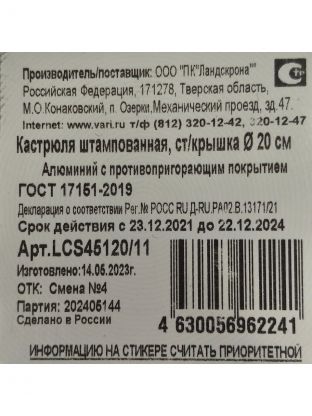 Производитель/поставщик: ООО "ПК"Ландскрона""
Российская Федерация, 171278, Тверская область,
М.О.Конаковский, п. Озерки,Механический проезд, зд.47.
Internet: www.vari.ru т/ф (812) 320-12-42, 320-12-47
Кастрюля штампованная, ст/крышка Ø 20 см
Алюминий с противопригорающим покрытием
ГОСТ 17151-2019
Декларация о соответствии Рег.№ РОСС RU Д-RU.РА02.В.13171/21
Срок действия с 23.12.2021 до 22.12.2024
Арт.LCS45120/11
Изготовлено:14.05.2023г.
ОТК: Смена №4
Партия: 202405144
Сделано в России
4 630056 962241
ИНФОРМАЦИЮ НА СТИКЕРЕ СЧИТАТЬ ПРИОРИТЕТНОЙ